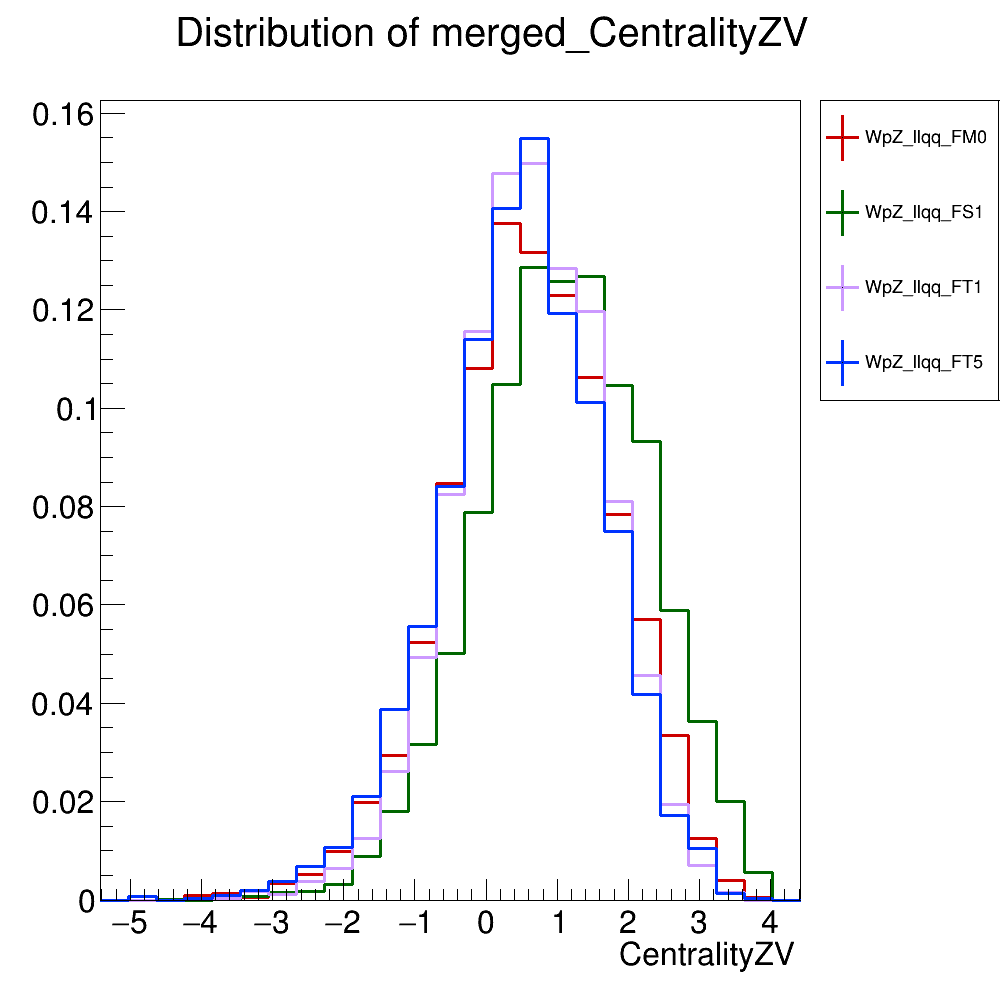 Distribution of merged_CentralityZV
0.16
0.14
0.12
0.1
0.08
0.06
0.04
0.02
0
−5 −4 −3 −2 −1 0 1 2 3 4
CentralityZV
WpZ_llqq_FM0
WpZ_llqq_FS1
WpZ_llqq_FT1
WpZ_llqq_FT5